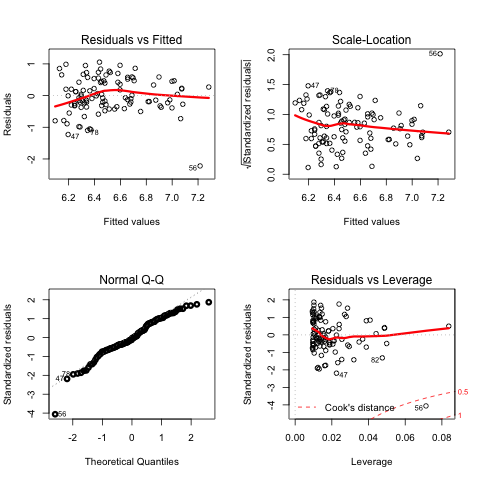 Residuals vs Fitted
Residuals
1
0
-1
-2
47
78
56
6.2 6.4 6.6 6.8 7.0 7.2
Fitted values
Scale-Location
√|Standardized residuals|
2.0
1.5
1.0
0.5
0.0
56
47
78
6.2 6.4 6.6 6.8 7.0 7.2
Fitted values
Normal Q-Q
Standardized residuals
2
1
0
-1
-2
-3
-4
78
47
56
-2 -1 0 1 2
Theoretical Quantiles
Residuals vs Leverage
Standardized residuals
2
1
0
-1
-2
-3
-4
82
47
56
0.5
1
Cook's distance
0.00 0.02 0.04 0.06 0.08
Leverage